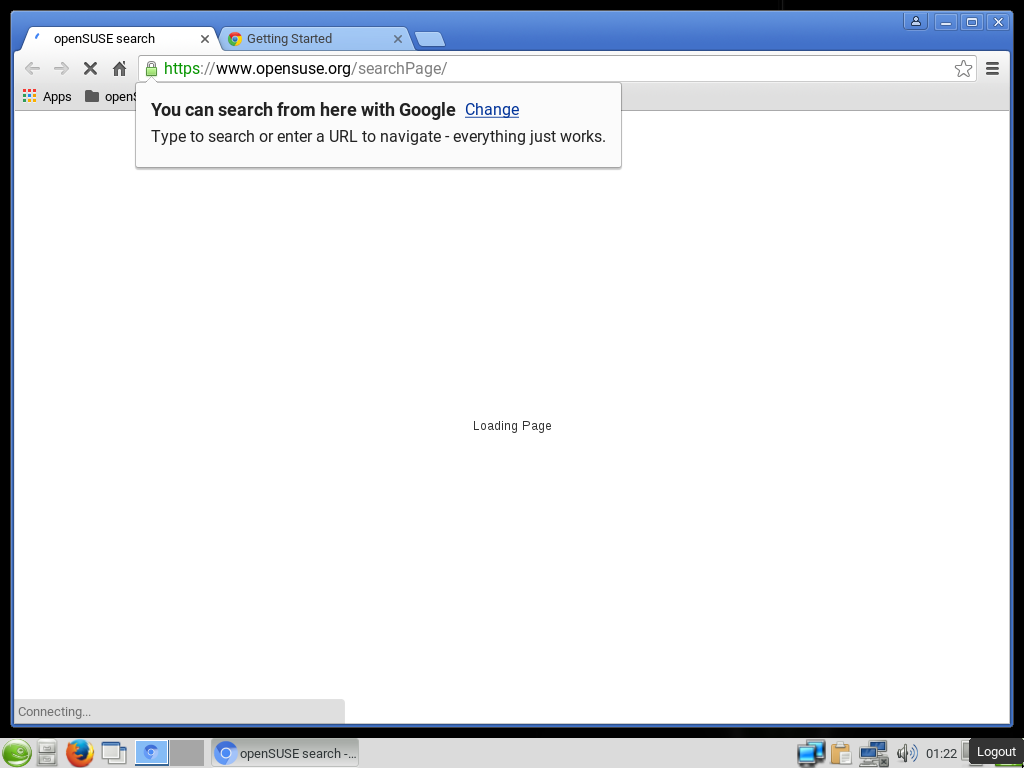 openSUSE search
Getting Started
https://www.opensuse.org/searchPage/
Apps
openS
You can search from here with Google Change
Type to search or enter a URL to navigate - everything just works.
Loading Page
Connecting...
openSUSE search -...
01:22
Logout